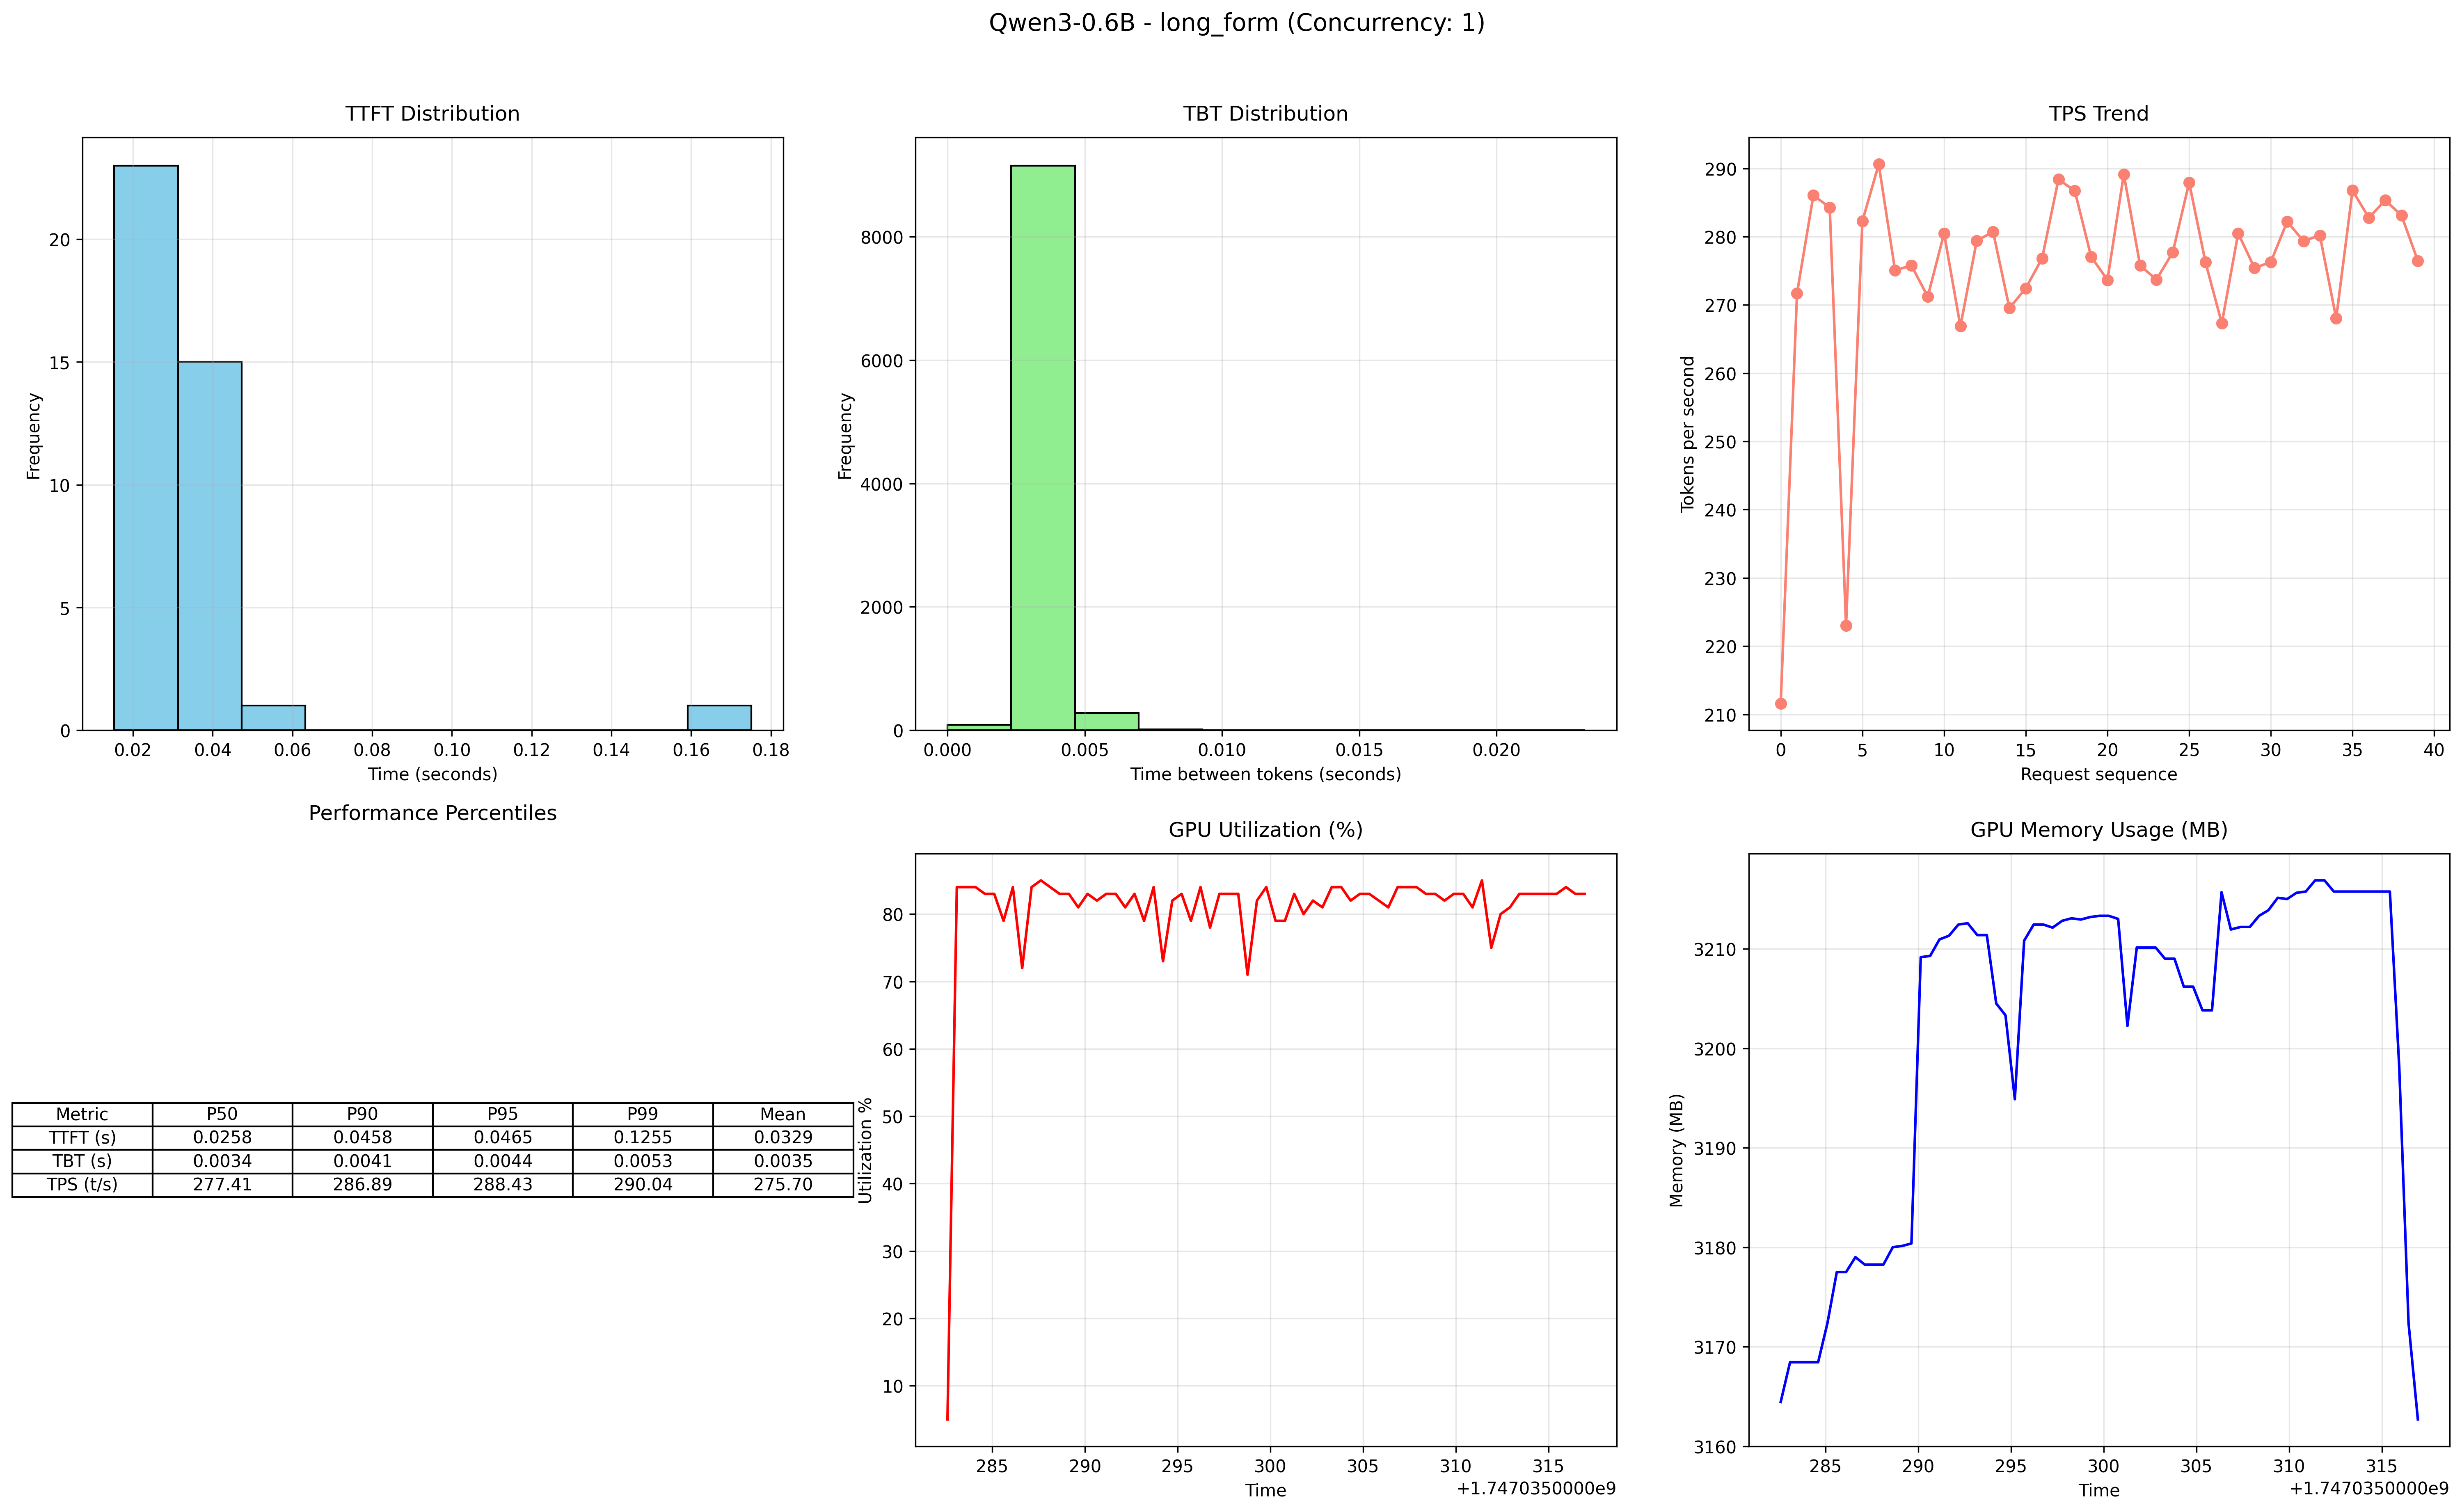 Qwen3-0.6B - long_form (Concurrency: 1)
TTFT Distribution
Frequency
20
15
10
5
0
0.02 0.04 0.06 0.08 0.10 0.12 0.14 0.16 0.18
Time (seconds)
TBT Distribution
Frequency
8000
6000
4000
2000
0
0.000 0.005 0.010 0.015 0.020
Time between tokens (seconds)
TPS Trend
Tokens per second
290
280
270
260
250
240
230
220
210
0 5 10 15 20 25 30 35 40
Request sequence
Performance Percentiles
Metric P50 P90 P95 P99 Mean
TTFT (s) 0.0258 0.0458 0.0465 0.1255 0.0329
TBT (s) 0.0034 0.0041 0.0044 0.0053 0.0035
TPS (t/s) 277.41 286.89 288.43 290.04 275.70
GPU Utilization (%)
Utilization %
80
70
60
50
40
30
20
10
285 290 295 300 305 310 315
Time
+1.7470350000e9
GPU Memory Usage (MB)
Memory (MB)
3210
3200
3190
3180
3170
3160
285 290 295 300 305 310 315
Time
+1.7470350000e9